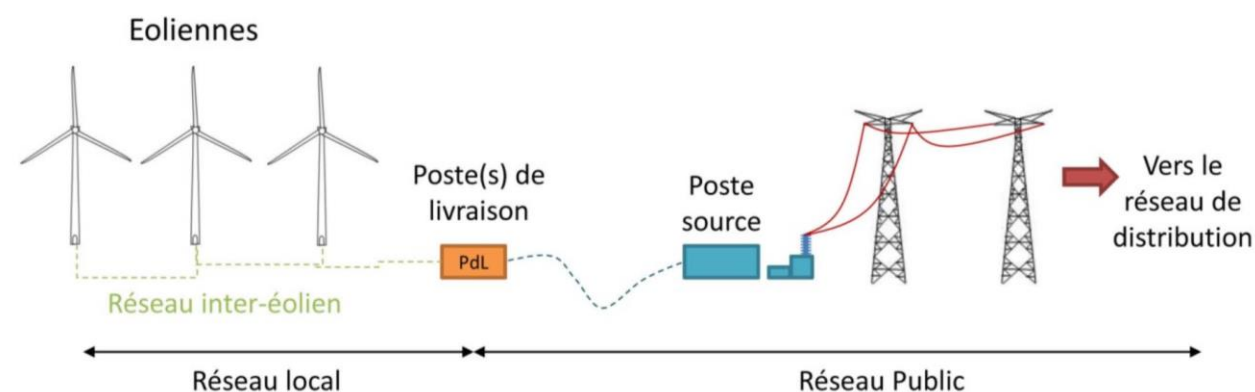 Eoliennes
Poste(s) de
livraison
PdL
Poste
source
Vers le
réseau de
distribution
Réseau inter-éolien
Réseau local
Réseau Public